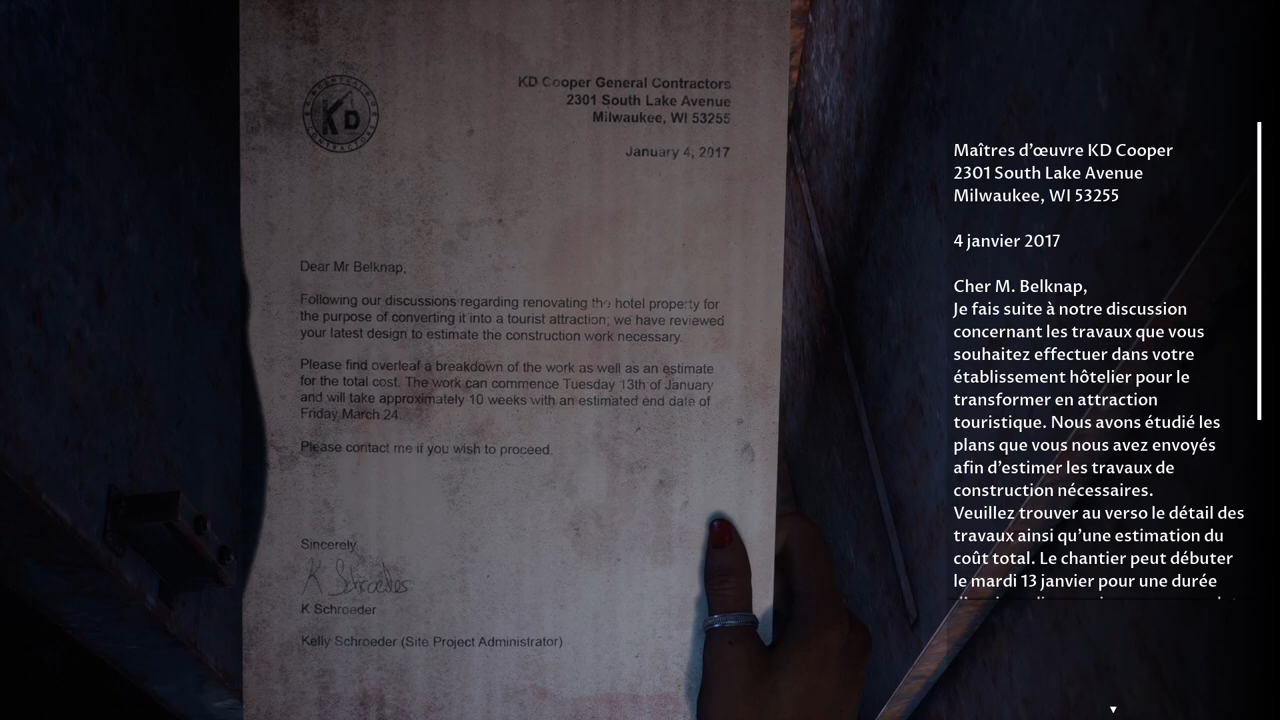 KD Cooper General Contractors
2301 South Lake Avenue
Milwaukee, WI 53255
January 4, 2017
KD
Dear Mr Belknap,
Following our discussions regarding renovating the hotel property for
the purpose of converting it into a tourist attraction; we have reviewed
your latest design to estimate the construction work necessary.
Please find overleaf a breakdown of the work as well as an estimate
for the total cost. The work can commence Tuesday 13th of January
and will take approximately 10 weeks with an estimated end date of
Friday March 24.
Please contact me if you wish to proceed.
Sincerely
K Schroeder
K Schroeder
Kelly Schroeder (Site Project Administrator)
Maîtres d'œuvre KD Cooper
2301 South Lake Avenue
Milwaukee, WI 53255
4 janvier 2017
Cher M. Belknap,
Je fais suite à notre discussion
concernant les travaux que vous
souhaitez effectuer dans votre
établissement hôtelier pour le
transformer en attraction
touristique. Nous avons étudié les
plans que vous nous avez envoyés
afin d'estimer les travaux de
construction nécessaires.
Veuillez trouver au verso le détail des
travaux ainsi qu'une estimation du
coût total. Le chantier peut débuter
le mardi 13 janvier pour une durée